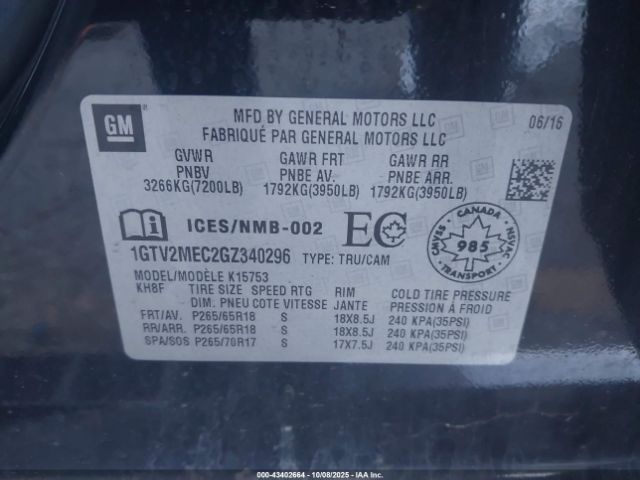 GM
MFD BY GENERAL MOTORS LLC
FABRIQUÉ PAR GENERAL MOTORS LLC
06/16
GVWR GAWR FRT GAWR RR
PNBV PNBE AV. PNBE ARR.
3266KG(7200LB) 1792KG(3950LB) 1792KG(3950LB)
ICES/NMB-002 EC
CANADA
CMVSS 985 NSVAC
TRANSPORT
1GTV2MEC2GZ340296 TYPE: TRU/CAM
MODEL/MODÈLE K15753
KH8F TIRE SIZE SPEED RTG RIM COLD TIRE PRESSURE
DIM. PNEU COTE VITESSE JANTE PRESSION À FROID
FRT/AV. P265/65R18 S 18X8.5J 240 KPA(35PSI)
RR/ARR. P265/65R18 S 18X8.5J 240 KPA(35PSI)
SPA/SOS P265/70R17 S 17X7.5J 240 KPA(35PSI)
000-43402664 | 10/08/2025 - IAA Inc.